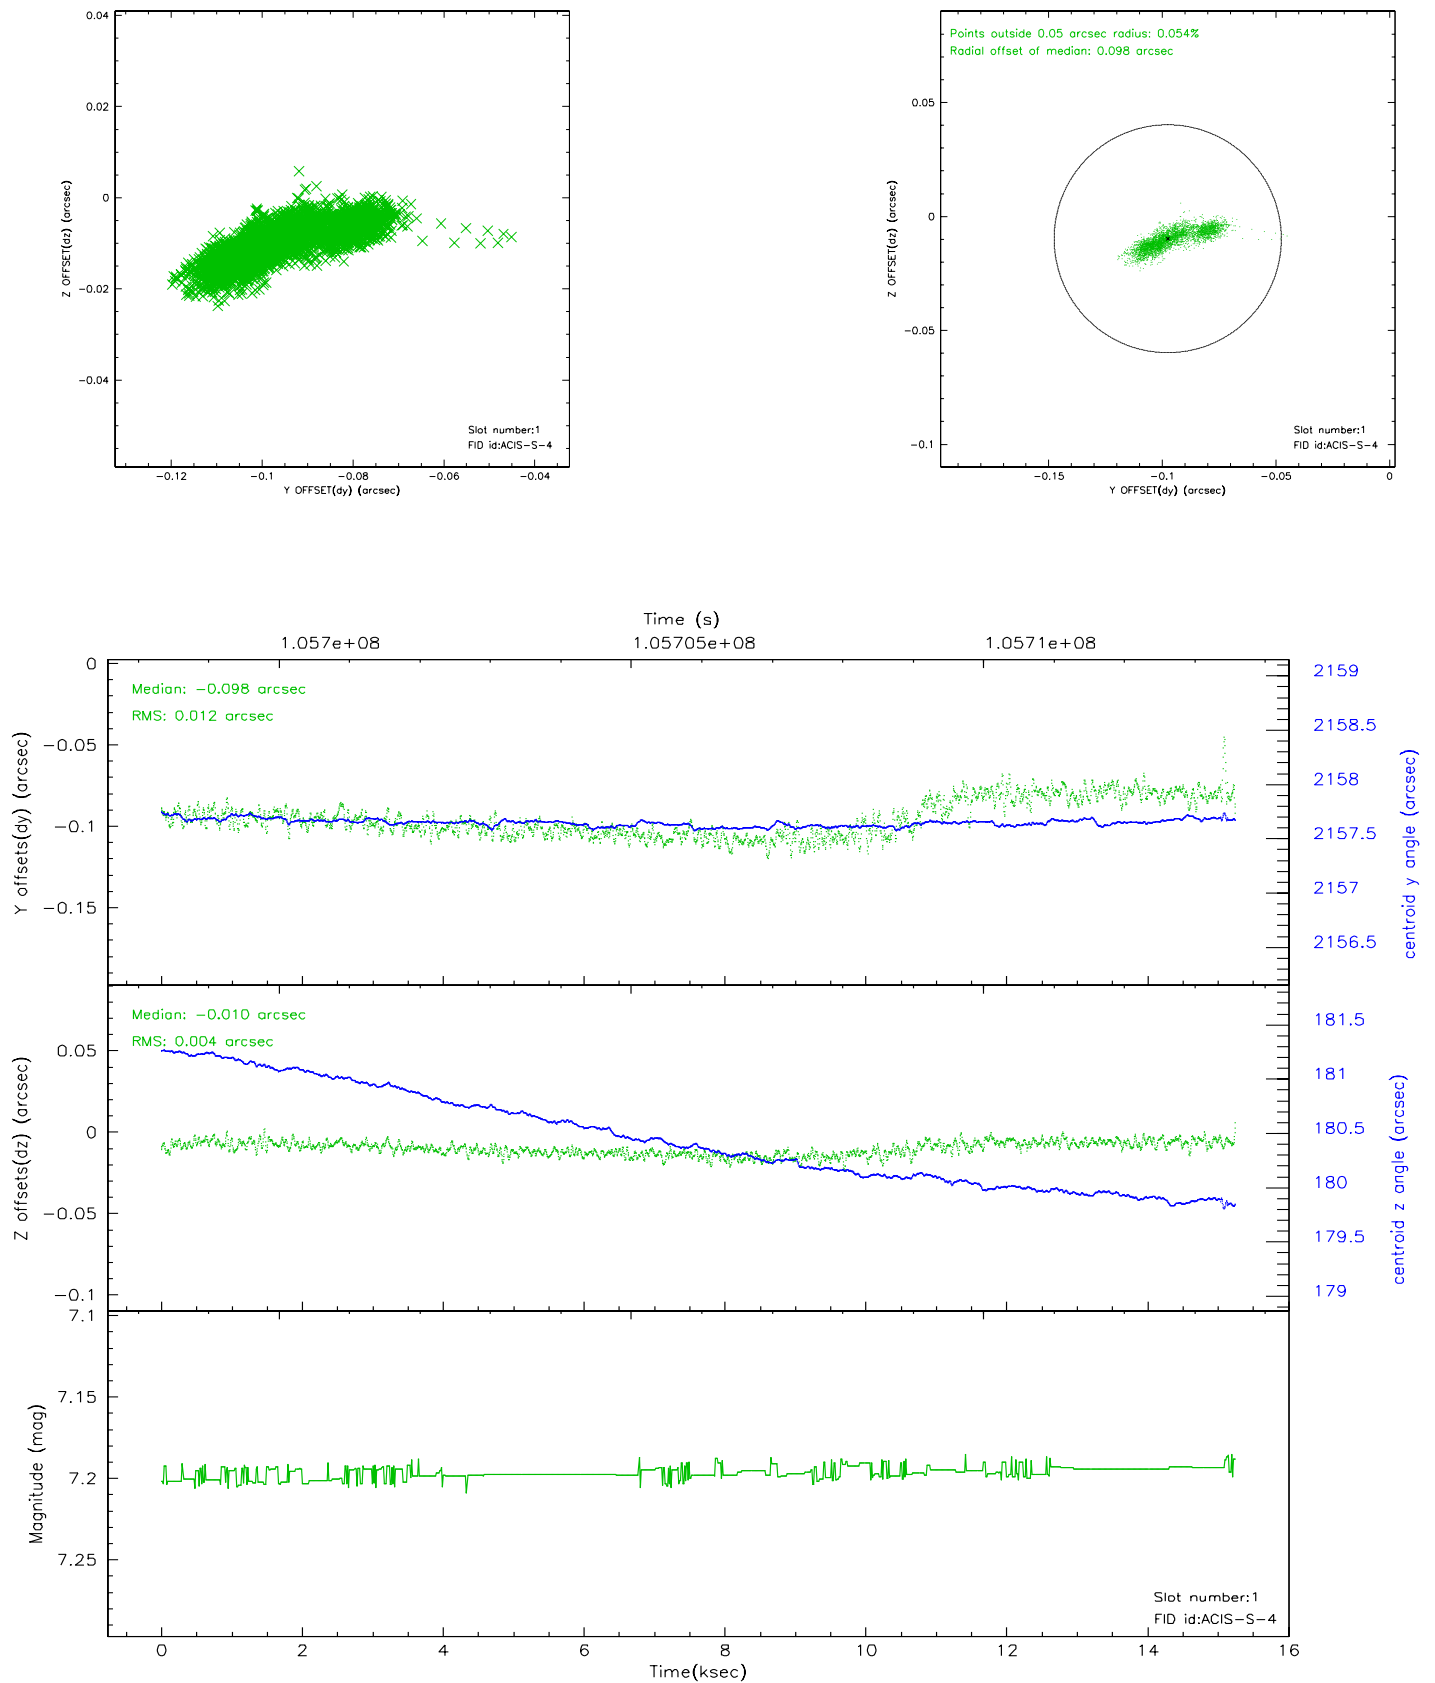 0.04
0.02
0
−0.02
−0.04
Z OFFSET(dz) (arcsec)
Slot number:1
FID id:ACIS−S−4
−0.12
−0.1
−0.08
−0.06
−0.04
Y OFFSET(dy) (arcsec)
Points outside 0.05 arcsec radius: 0.054%
Radial offset of median: 0.098 arcsec
0.05
0
−0.05
−0.1
Z OFFSET(dz) (arcsec)
Slot number:1
FID id:ACIS−S−4
−0.15
−0.1
−0.05
0
Y OFFSET(dy) (arcsec)
Time (s)
1.057e+08
1.05705e+08
1.0571e+08
Median: −0.098 arcsec
RMS: 0.012 arcsec
0
−0.05
−0.1
−0.15
Y offsets(dy) (arcsec)
2159
2158.5
2158
2157.5
2157
2156.5
centroid y angle (arcsec)
Median: −0.010 arcsec
RMS: 0.004 arcsec
0.05
0
−0.05
−0.1
Z offsets(dz) (arcsec)
181.5
181
180.5
180
179.5
179
centroid z angle (arcsec)
7.1
7.15
7.2
7.25
Magnitude (mag)
Slot number:1
FID id:ACIS−S−4
0
2
4
6
8
10
12
14
16
Time(ksec)